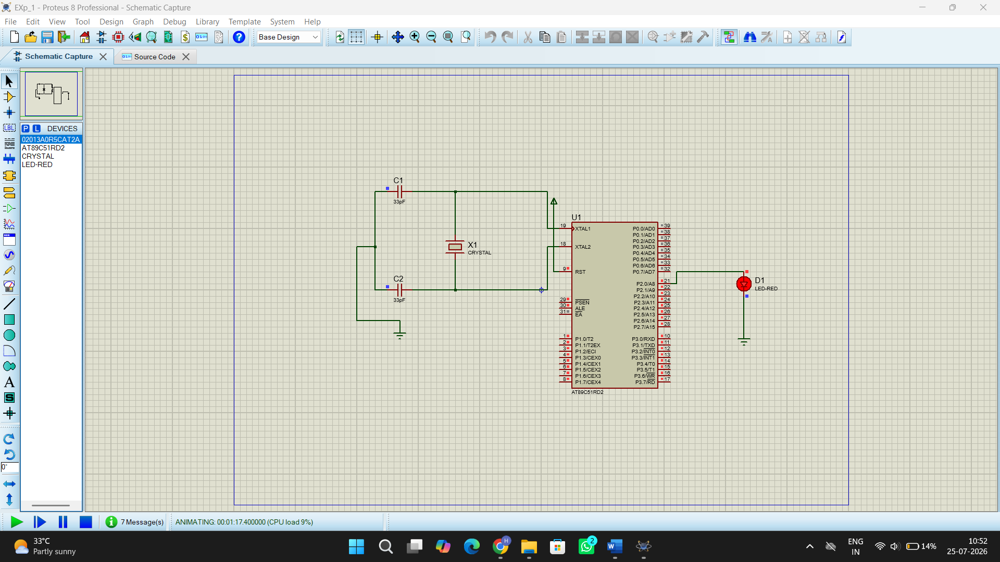 EXp_1 - Proteus 8 Professional - Schematic Capture
File Edit View Tool Design Graph Debug Library Template System Help
Base Design
Schematic Capture
Source Code
P L DEVICES
02013A0R5CAT2A
AT89C51RD2
CRYSTAL
LED-RED
LBL
A
S
0°
C1
33pF
X1
CRYSTAL
C2
33pF
U1
19 XTAL1
18 XTAL2
9 RST
29 PSEN
30 ALE
31 EA
1 P1.0/T2
2 P1.1/T2EX
3 P1.2/ECI
4 P1.3/CEX0
5 P1.4/CEX1
6 P1.5/CEX2
7 P1.6/CEX3
8 P1.7/CEX4
P0.0/AD0 39
P0.1/AD1 38
P0.2/AD2 37
P0.3/AD3 36
P0.4/AD4 35
P0.5/AD5 34
P0.6/AD6 33
P0.7/AD7 32
P2.0/A8 21
P2.1/A9 22
P2.2/A10 23
P2.3/A11 24
P2.4/A12 25
P2.5/A13 26
P2.6/A14 27
P2.7/A15 28
P3.0/RXD 10
P3.1/TXD 11
P3.2/INT0 12
P3.3/INT1 13
P3.4/T0 14
P3.5/T1 15
P3.6/WR 16
P3.7/RD 17
AT89C51RD2
D1
LED-RED
7 Message(s)
ANIMATING: 00:01:17.400000 (CPU load 9%)
33°C
Partly sunny
H
2
ENG
IN
14%
10:52
25-07-2026